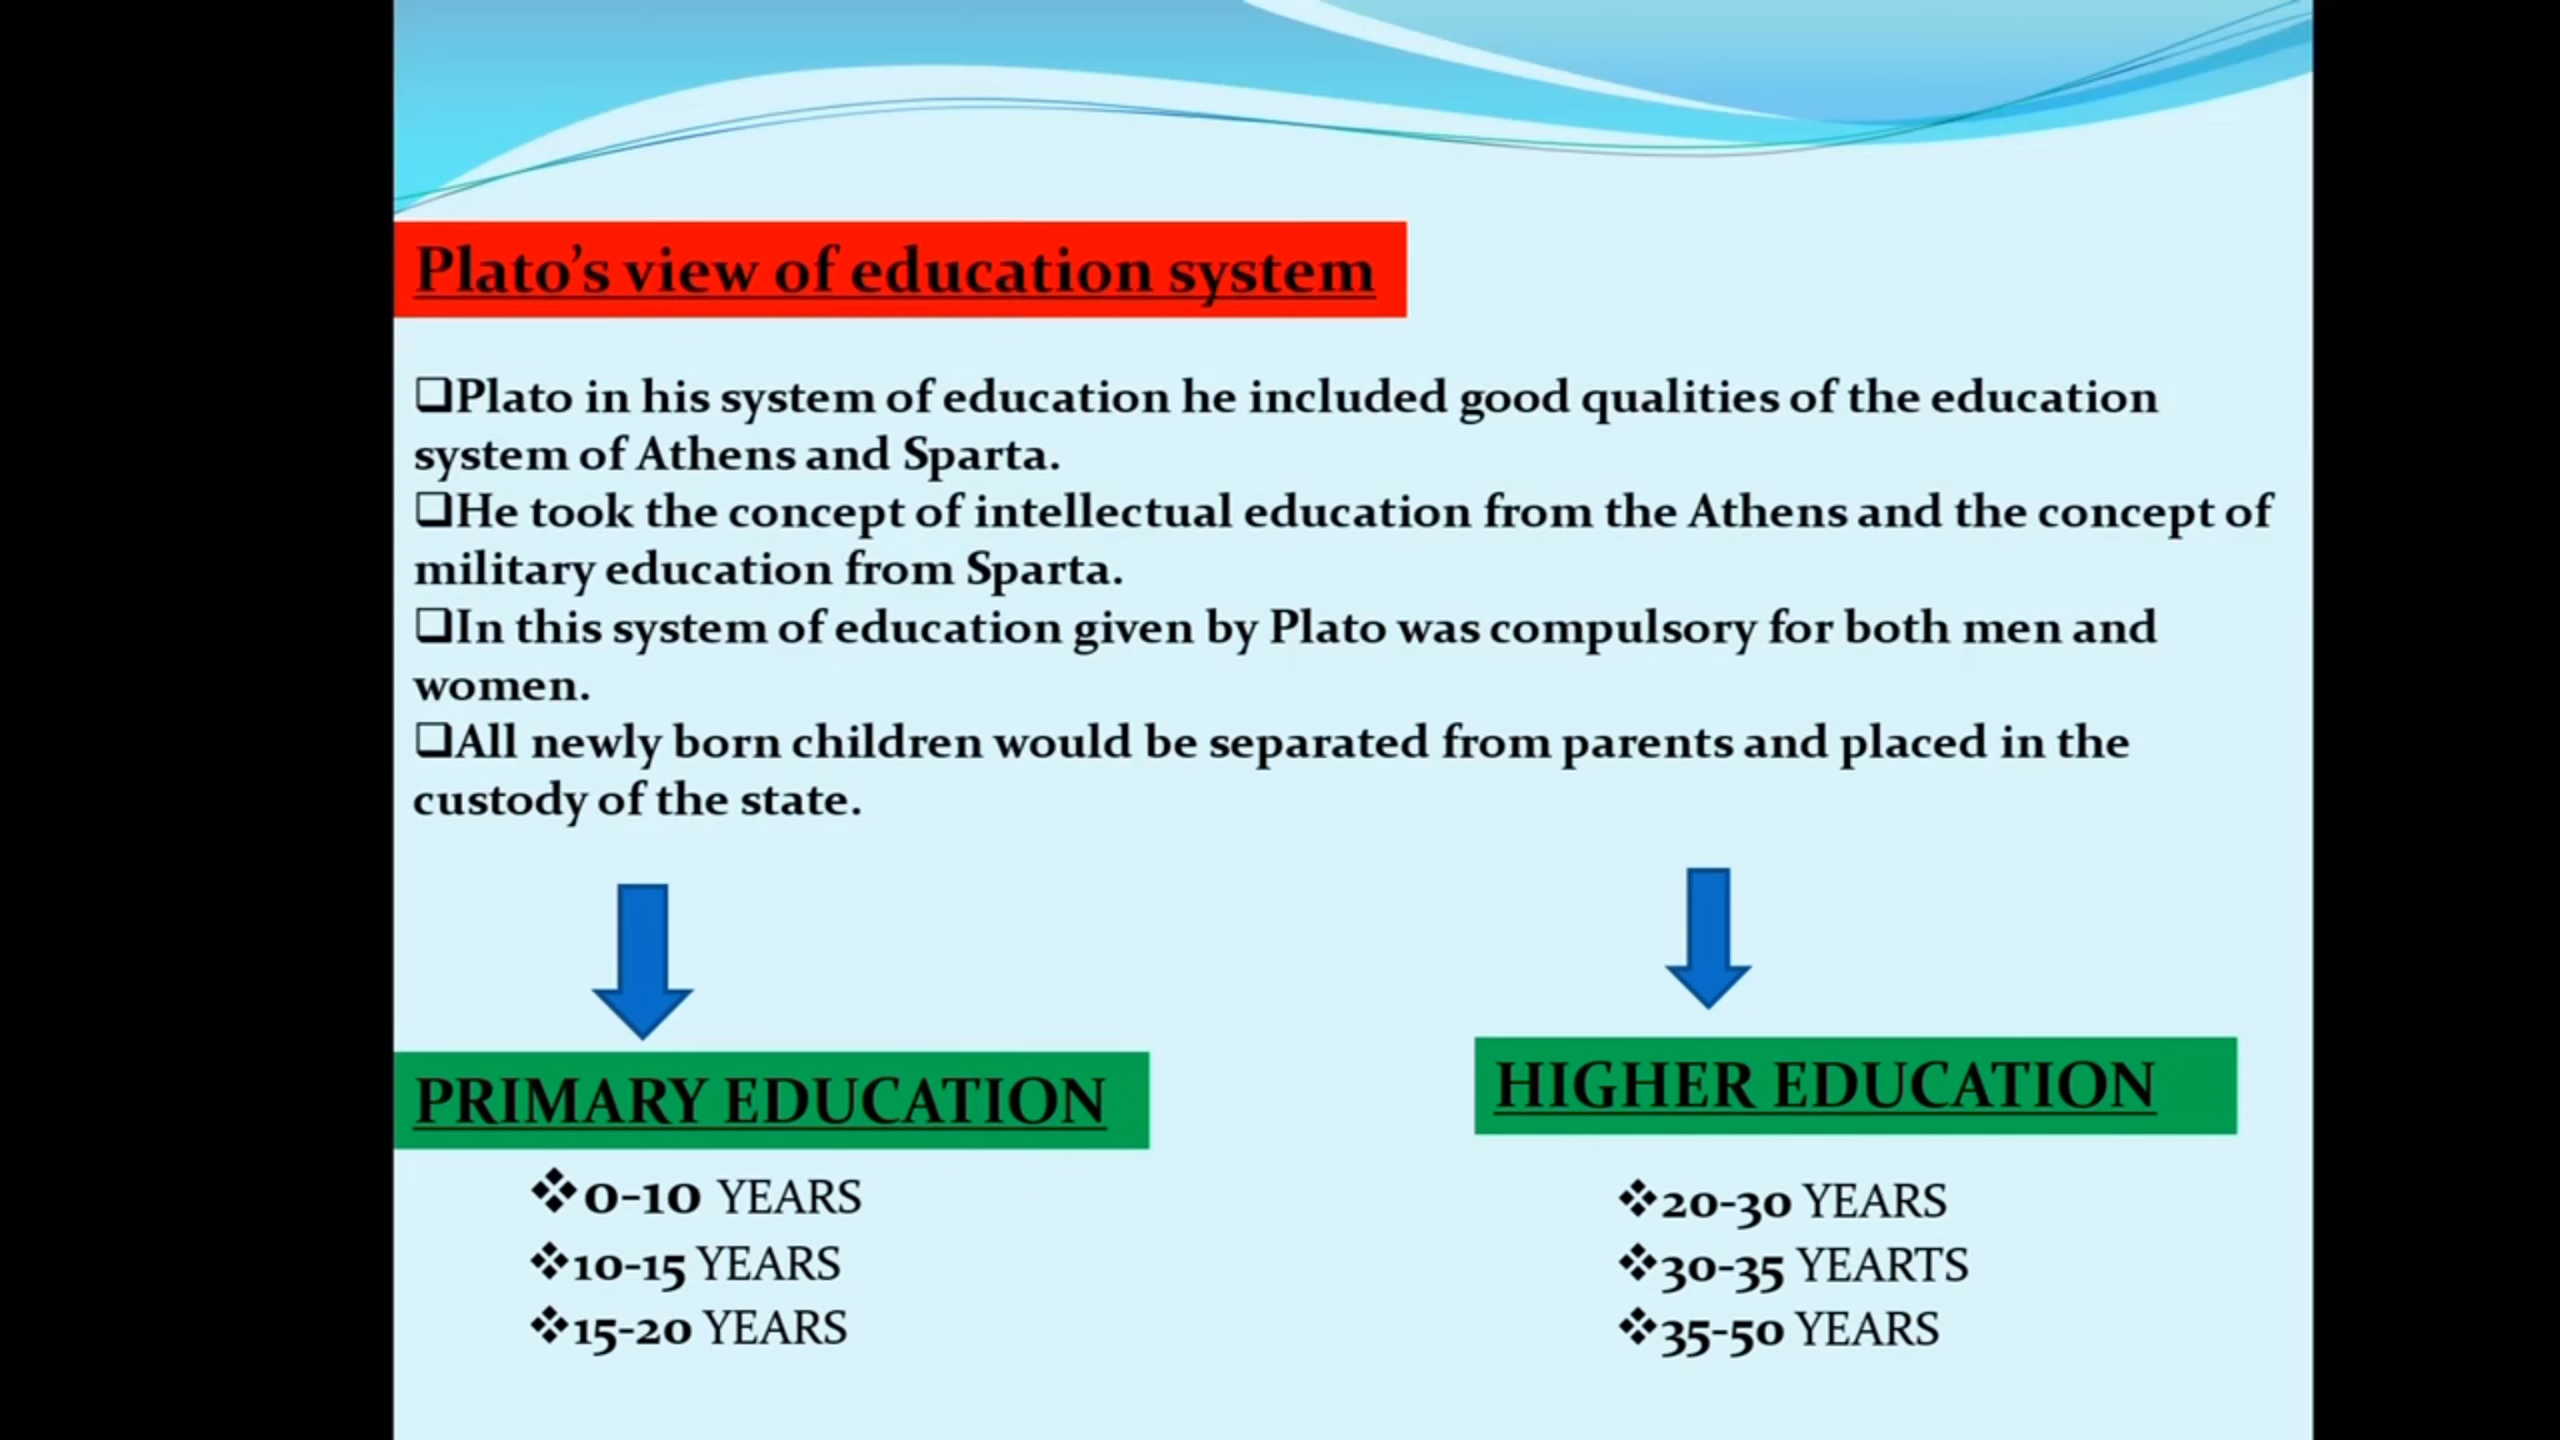 Plato’s view of education system
❑Plato in his system of education he included good qualities of the education
system of Athens and Sparta.
❑He took the concept of intellectual education from the Athens and the concept of
military education from Sparta.
❑In this system of education given by Plato was compulsory for both men and
women.
❑All newly born children would be separated from parents and placed in the
custody of the state.
PRIMARY EDUCATION
❖0-10 YEARS
❖10-15 YEARS
❖15-20 YEARS
HIGHER EDUCATION
❖20-30 YEARS
❖30-35 YEARTS
❖35-50 YEARS